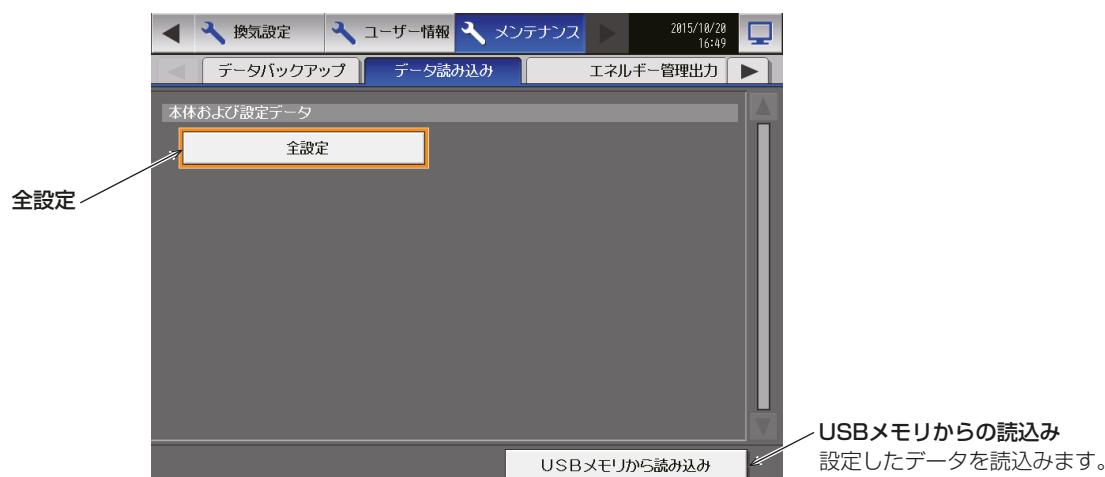 換気設定
ユーザー情報
メンテナンス
2015/10/20
16:49
データバックアップ
データ読み込み
エネルギー管理出力
本体および設定データ
全設定
全設定
USBメモリからの読込み
設定したデータを読込みます。
USBメモリから読み込み